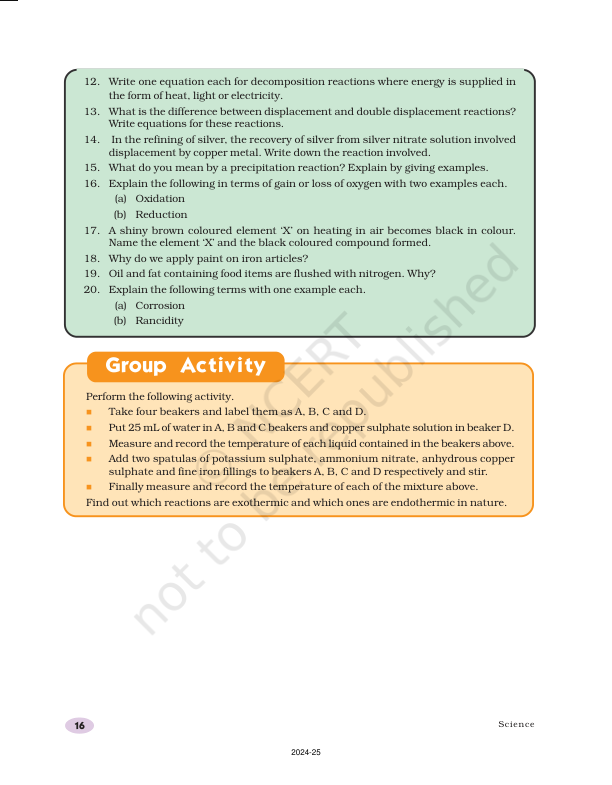 12. Write one equation each for decomposition reactions where energy is supplied in
the form of heat, light or electricity.
13. What is the difference between displacement and double displacement reactions?
Write equations for these reactions.
14. In the refining of silver, the recovery of silver from silver nitrate solution involved
displacement by copper metal. Write down the reaction involved.
15. What do you mean by a precipitation reaction? Explain by giving examples.
16. Explain the following in terms of gain or loss of oxygen with two examples each.
(a) Oxidation
(b) Reduction
17. A shiny brown coloured element ‘X’ on heating in air becomes black in colour.
Name the element ‘X’ and the black coloured compound formed.
18. Why do we apply paint on iron articles?
19. Oil and fat containing food items are flushed with nitrogen. Why?
20. Explain the following terms with one example each.
(a) Corrosion
(b) Rancidity
Group Activity
Perform the following activity.
■ Take four beakers and label them as A, B, C and D.
■ Put 25 mL of water in A, B and C beakers and copper sulphate solution in beaker D.
■ Measure and record the temperature of each liquid contained in the beakers above.
■ Add two spatulas of potassium sulphate, ammonium nitrate, anhydrous copper
sulphate and fine iron fillings to beakers A, B, C and D respectively and stir.
■ Finally measure and record the temperature of each of the mixture above.
Find out which reactions are exothermic and which ones are endothermic in nature.
© NCERT
not to be republished
16
Science
2024-25